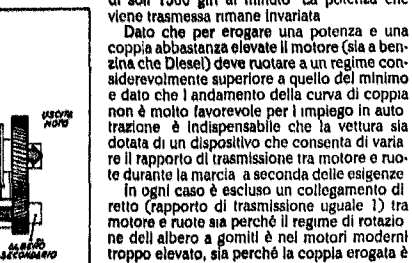 di soli 1500 giri al minuto La potenza che
viene trasmessa rimane invariata
Dato che per erogare una potenza e una
coppia abbastanza elevate il motore (sia a ben-
zina che Diesel) deve ruotare a un regime con-
siderevolmente superiore a quello del minimo
e dato che l andamento della curva di coppia
non è molto favorevole per l impiego in auto
trazione è indispensabile che la vettura sia
dotata di un dispositivo che consenta di varia
re il rapporto di trasmissione tra motore e ruo-
te durante la marcia a seconda delle esigenze
In ogni caso è escluso un collegamento di
retto (rapporto di trasmissione uguale 1) tra
motore e ruote sia perché il regime di rotazio
ne dell albero a gomiti è nei motori moderni
troppo elevato, sia perché la coppia erogata è
USCITA
MOTO
ALBERO
SECONDARIO